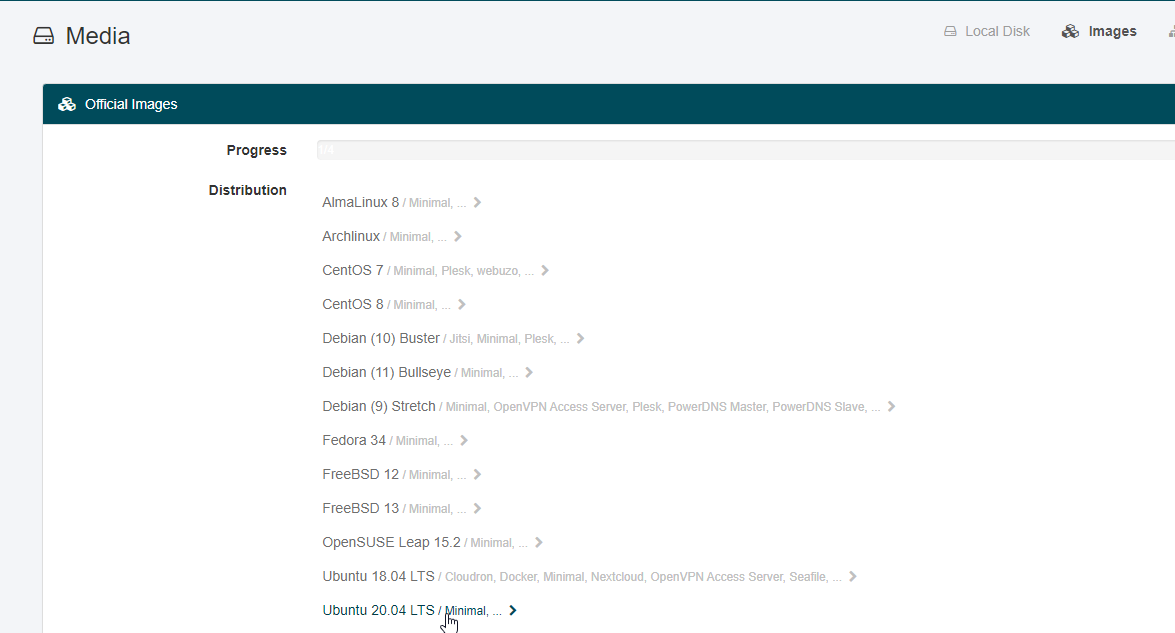 Media
Local Disk
Images
Official Images
Progress
1/4
Distribution
AlmaLinux 8 / Minimal, ...
Archlinux / Minimal, ...
CentOS 7 / Minimal, Plesk, webuzo, ...
CentOS 8 / Minimal, ...
Debian (10) Buster / Jitsi, Minimal, Plesk, ...
Debian (11) Bullseye / Minimal, ...
Debian (9) Stretch / Minimal, OpenVPN Access Server, Plesk, PowerDNS Master, PowerDNS Slave, ...
Fedora 34 / Minimal, ...
FreeBSD 12 / Minimal, ...
FreeBSD 13 / Minimal, ...
OpenSUSE Leap 15.2 / Minimal, ...
Ubuntu 18.04 LTS / Cloudron, Docker, Minimal, Nextcloud, OpenVPN Access Server, Seafile, ...
Ubuntu 20.04 LTS / Minimal, ...